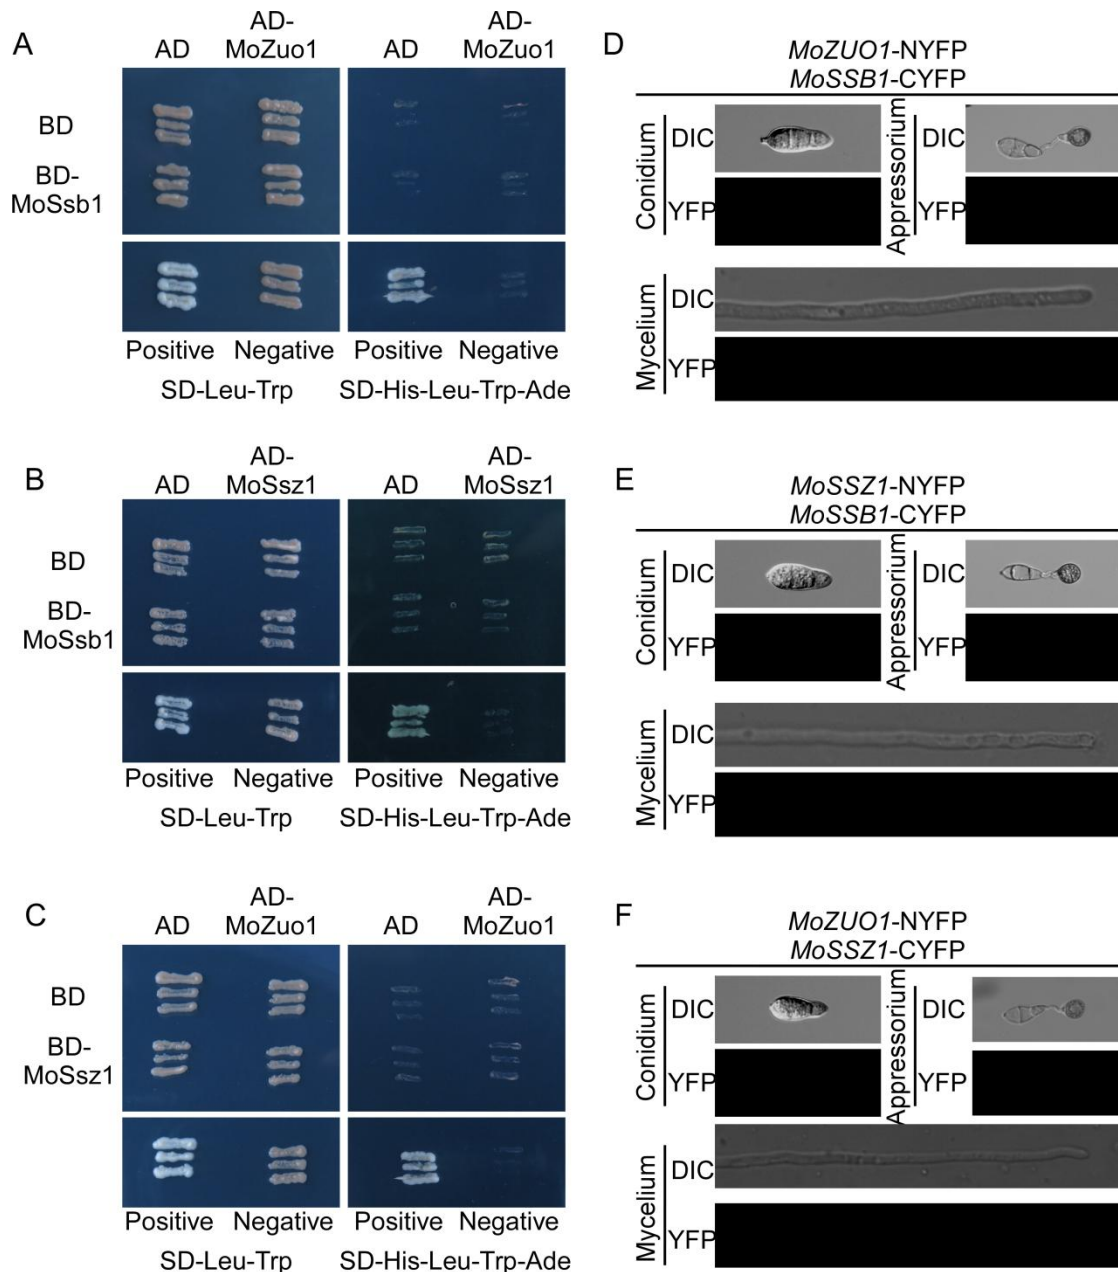 A
AD
AD-
MoZuo1
AD
AD-
MoZuo1
BD
BD-
MoSsb1
Positive Negative Positive Negative
SD-Leu-Trp SD-His-Leu-Trp-Ade
B
AD
AD-
MoSsz1
AD
AD-
MoSsz1
BD
BD-
MoSsb1
Positive Negative Positive Negative
SD-Leu-Trp SD-His-Leu-Trp-Ade
C
AD
AD-
MoZuo1
AD
AD-
MoZuo1
BD
BD-
MoSsz1
Positive Negative Positive Negative
SD-Leu-Trp SD-His-Leu-Trp-Ade
D
MoZUO1-NYFP
MoSSB1-CYFP
Conidium
DIC
YFP
Appressorium
DIC
YFP
Mycelium
DIC
YFP
E
MoSSZ1-NYFP
MoSSB1-CYFP
Conidium
DIC
YFP
Appressorium
DIC
YFP
Mycelium
DIC
YFP
F
MoZUO1-NYFP
MoSSZ1-CYFP
Conidium
DIC
YFP
Appressorium
DIC
YFP
Mycelium
DIC
YFP